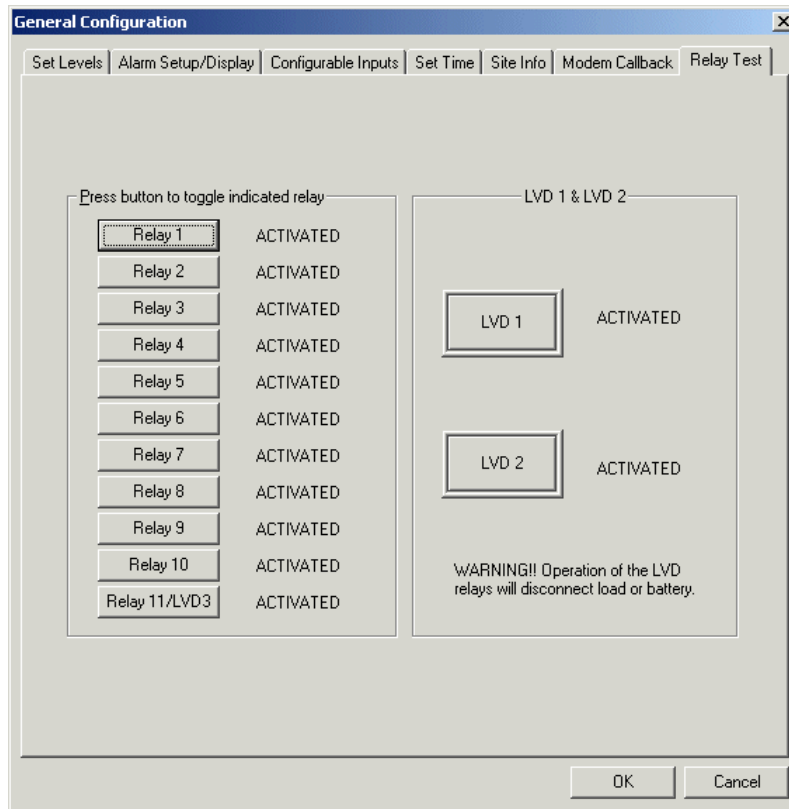 General Configuration
Set Levels Alarm Setup/Display Configurable Inputs Set Time Site Info Modem Callback Relay Test
Press button to toggle indicated relay
Relay 1 ACTIVATED
Relay 2 ACTIVATED
Relay 3 ACTIVATED
Relay 4 ACTIVATED
Relay 5 ACTIVATED
Relay 6 ACTIVATED
Relay 7 ACTIVATED
Relay 8 ACTIVATED
Relay 9 ACTIVATED
Relay 10 ACTIVATED
Relay 11/LVD3 ACTIVATED
LVD 1 & LVD 2
LVD 1 ACTIVATED
LVD 2 ACTIVATED
WARNING!! Operation of the LVD
relays will disconnect load or battery.
OK Cancel